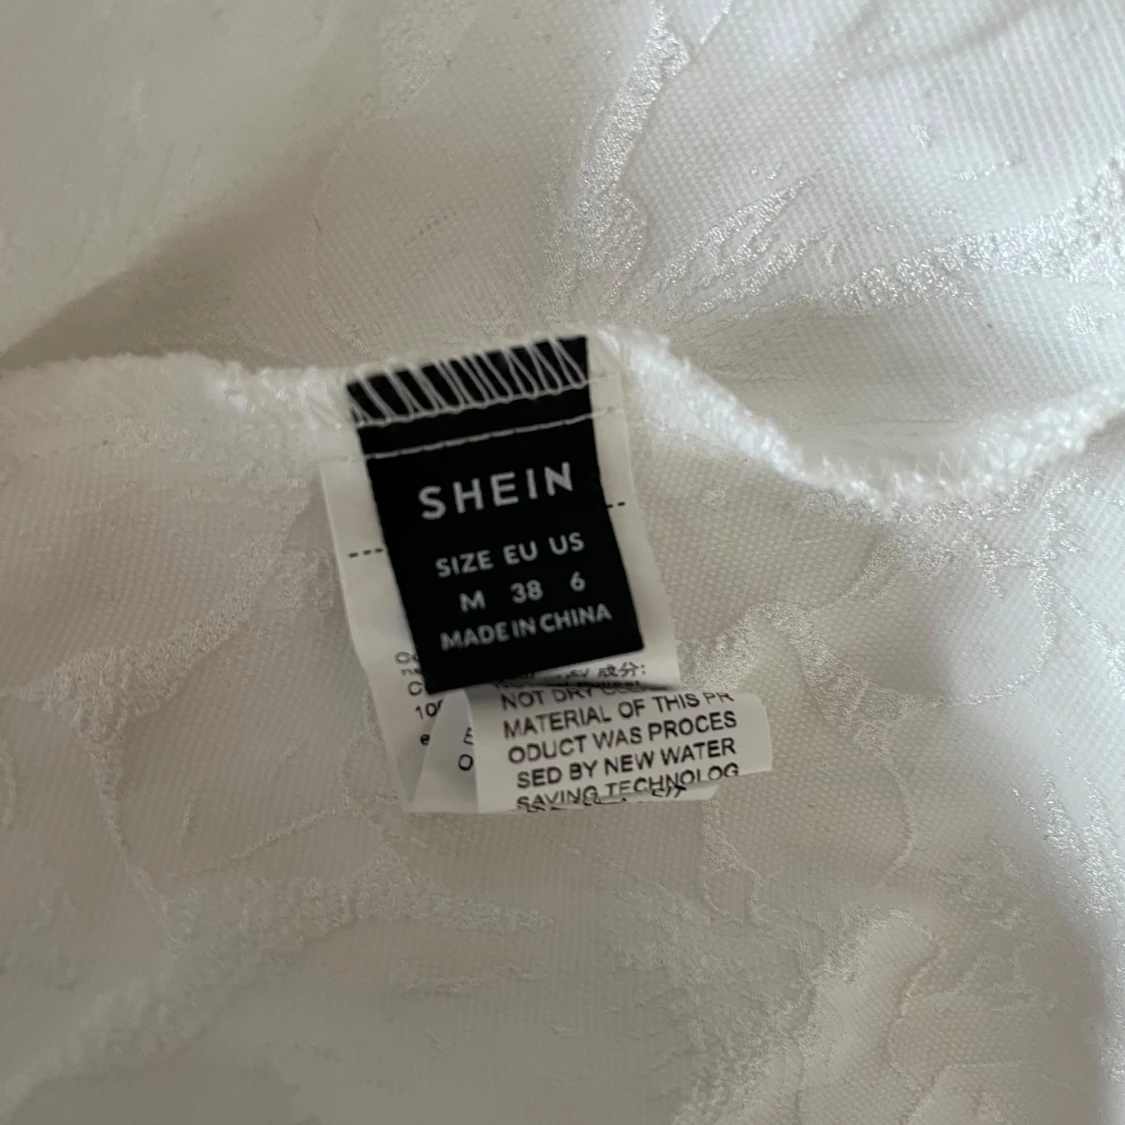 SHEIN
SIZE EU US
M 38 6
MADE IN CHINA
成分:
NOT DRY
MATERIAL OF THIS PR
ODUCT WAS PROCES
SED BY NEW WATER
SAVING TECHNOLOG